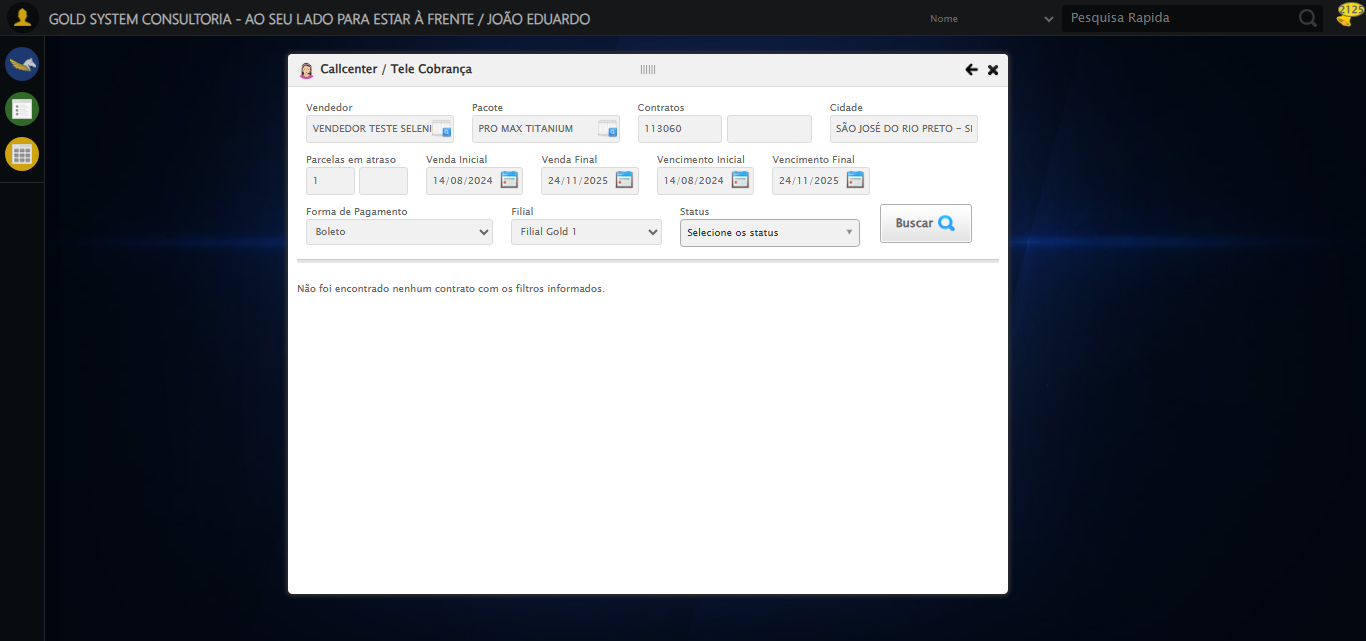 GOLD SYSTEM CONSULTORIA - AO SEU LADO PARA ESTAR À FRENTE / JOÃO EDUARDO
Nome
Pesquisa Rapida
2125
Callcenter / Tele Cobrança
Vendedor
Pacote
Contratos
Cidade
VENDEDOR TESTE SELENI
PRO MAX TITANIUM
113060
SÃO JOSÉ DO RIO PRETO - SI
Parcelas em atraso
Venda Inicial
Venda Final
Vencimento Inicial
Vencimento Final
1
14/08/2024
24/11/2025
14/08/2024
24/11/2025
Forma de Pagamento
Filial
Status
Boleto
Filial Gold 1
Selecione os status
Buscar
Não foi encontrado nenhum contrato com os filtros informados.